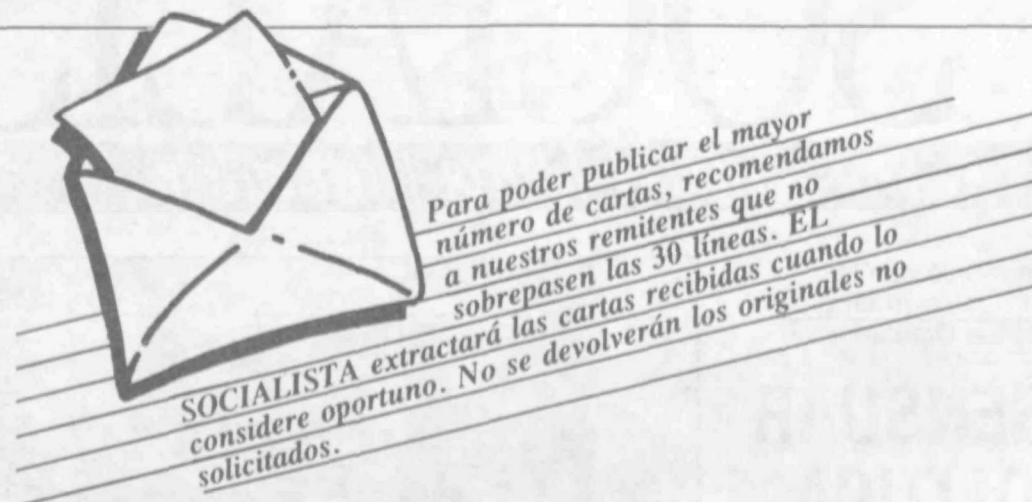 Para poder publicar el mayor
número de cartas, recomendamos
a nuestros remitentes que no
sobrepasen las 30 líneas. EL
SOCIALISTA extractará las cartas recibidas cuando lo
considere oportuno. No se devolverán los originales no
solicitados.